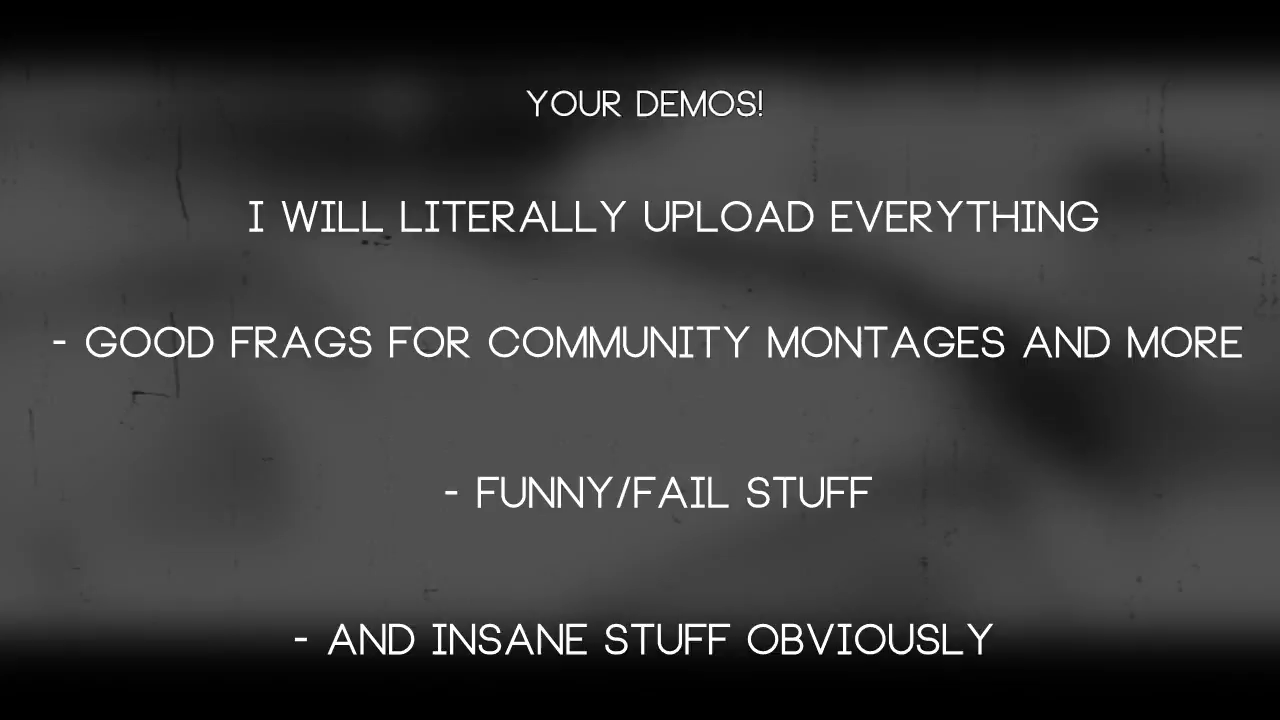 YOUR DEMOS!
I WILL LITERALLY UPLOAD EVERYTHING
- GOOD FRAGS FOR COMMUNITY MONTAGES AND MORE
- FUNNY/FAIL STUFF
- AND INSANE STUFF OBVIOUSLY